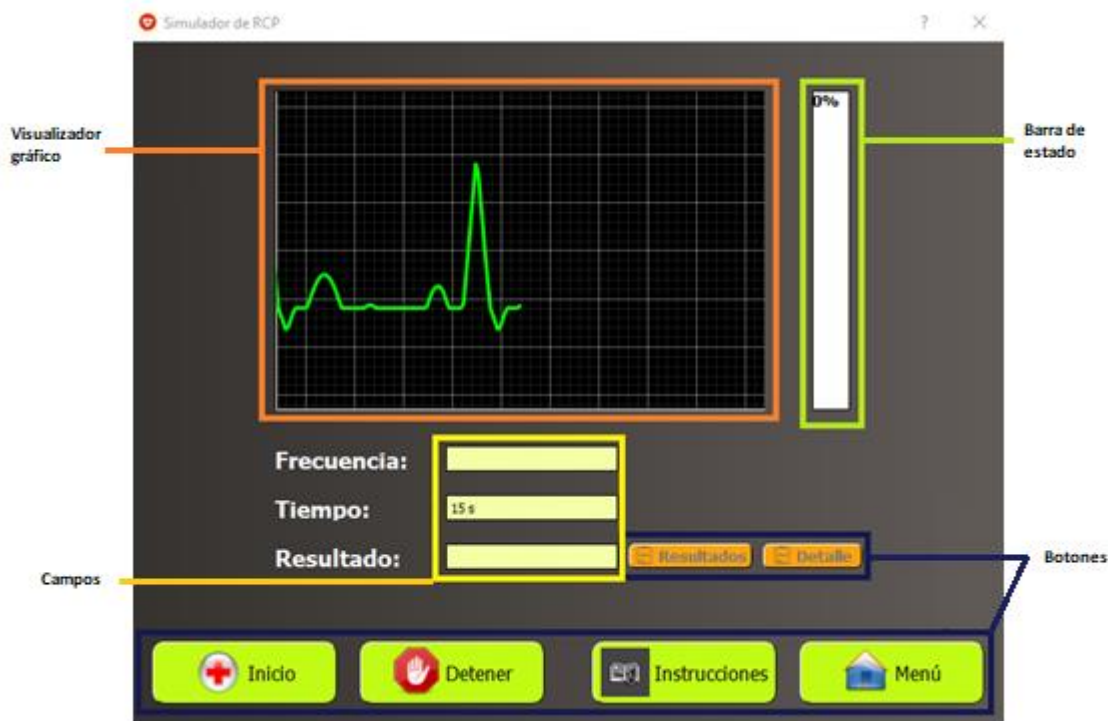 Simulador de RCP
?
Visualizador
gráfico
0%
Barra de
estado
Frecuencia:
Tiempo:
15 s
Resultado:
Resultados
Detalle
Campos
Botones
Inicio
Detener
Instrucciones
Menú